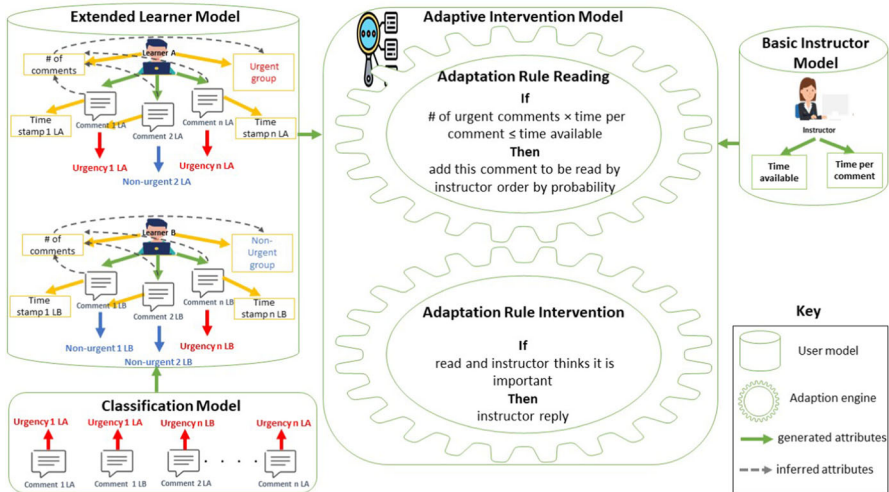 Extended Learner Model
Learner A
# of
comments
Urgent
group
Time
stamp 1 LA
Comment 1 LA
Comment 2 LA
Comment n LA
Time
stamp n LA
Urgency 1 LA
Non-urgent 2 LA
Urgency n LA
Learner B
# of
comments
Non-
Urgent
group
Time
stamp 1 LB
Comment 1 LB
Comment 2 LB
Comment n LB
Time
stamp n LB
Non-urgent 1 LB
Non-urgent 2 LB
Urgency n LB
Classification Model
Urgency 1 LA
Urgency 1 LA
Urgency n LB
Urgency n LA
Comment 1 LA
Comment 1 LB
Comment 2 LA
. . . .
Comment n LA
Adaptive Intervention Model
Adaptation Rule Reading
If
# of urgent comments × time per
comment ≤ time available
Then
add this comment to be read by
instructor order by probability
Adaptation Rule Intervention
If
read and instructor thinks it is
important
Then
instructor reply
Basic Instructor
Model
Instructor
Time
available
Time per
comment
Key
User model
Adaption engine
generated attributes
inferred attributes